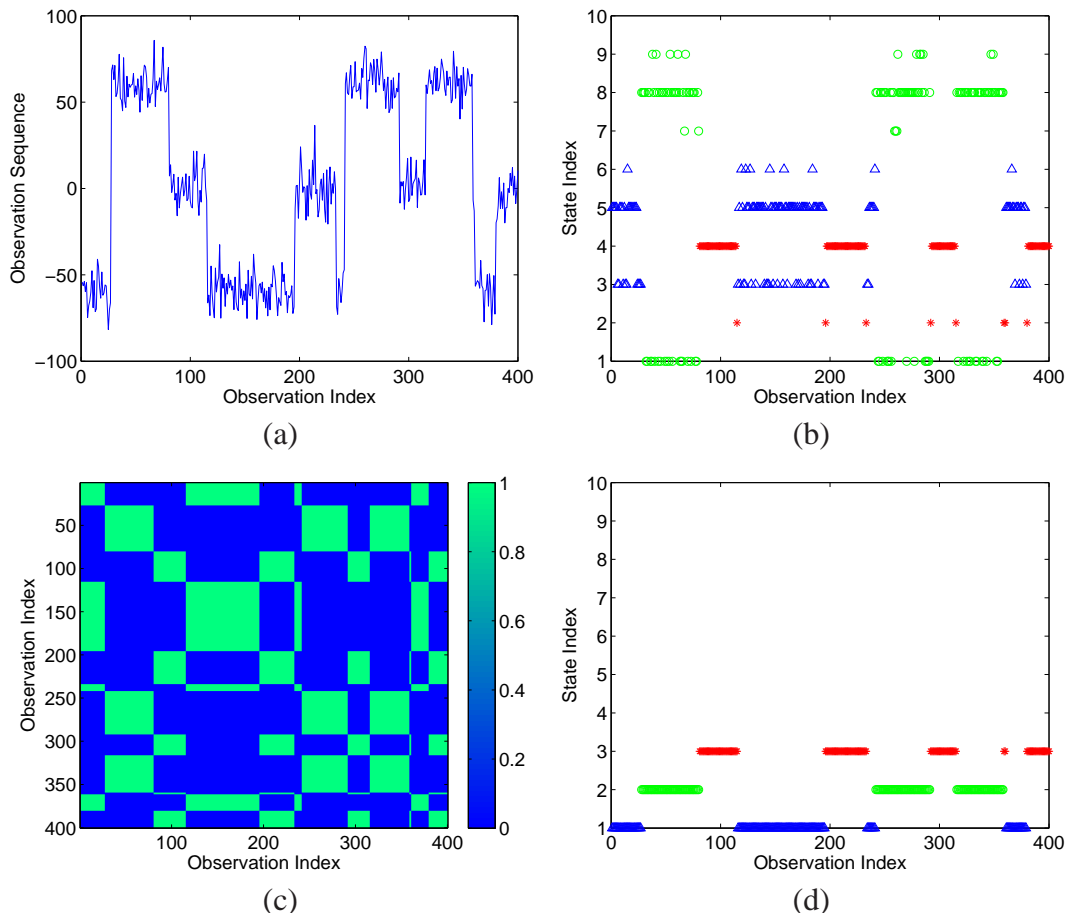 100
50
0
−50
−100
Observation Sequence
0 100 200 300 400
Observation Index
(a)
10
9
8
7
6
5
4
3
2
1
State Index
0 100 200 300 400
Observation Index
(b)
50
100
150
200
250
300
350
400
Observation Index
100 200 300 400
Observation Index
1
0.8
0.6
0.4
0.2
0
(c)
10
9
8
7
6
5
4
3
2
1
State Index
0 100 200 300 400
Observation Index
(d)